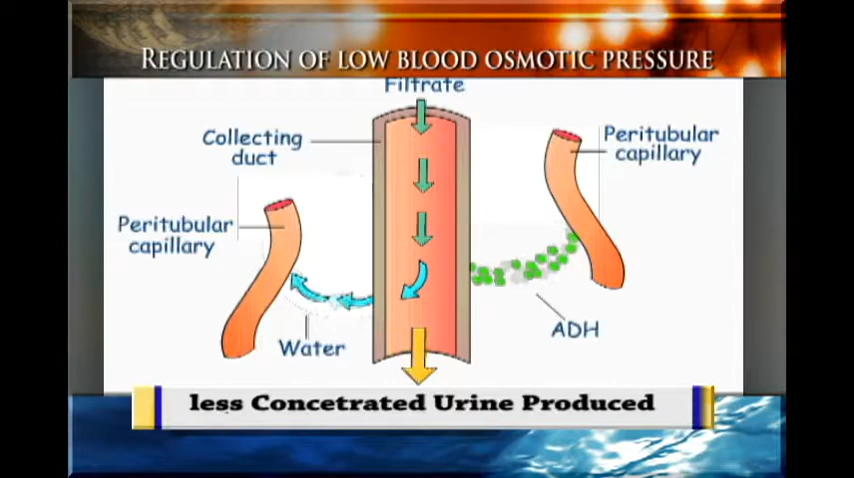 REGULATION OF LOW BLOOD OSMOTIC PRESSURE
Filtrate
Collecting
duct
Peritubular
capillary
Peritubular
capillary
Water
ADH
less Concetrated Urine Produced